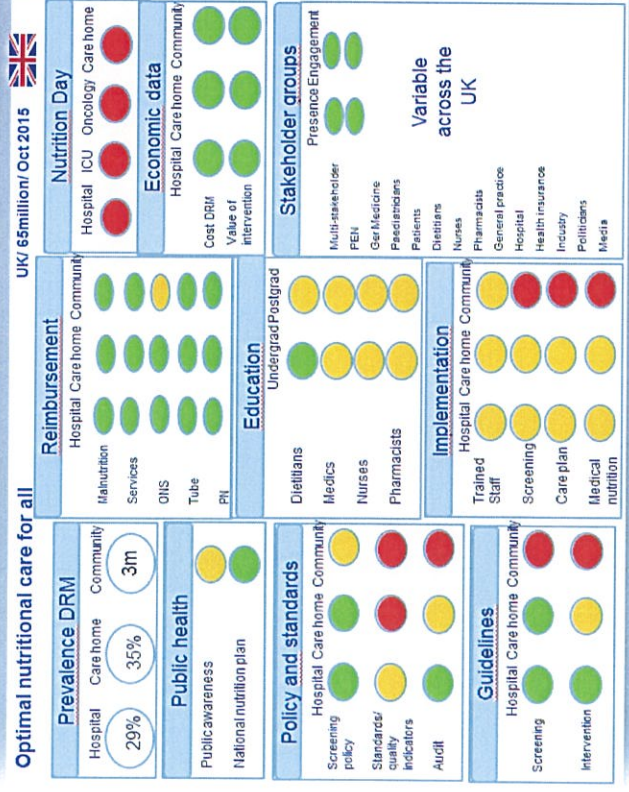 Optimal nutritional care for all
UK/ 65million/ Oct 2015
Prevalence DRM
Hospital Care home Community
29% 35% 3m
Public health
Public awareness
National nutrition plan
Policy and standards
Hospital Care home Community
Screening
policy
Standards/
quality
indicators
Audit
Guidelines
Hospital Care home Community
Screening
Intervention
Reimbursement
Hospital Care home Community
Malnutrition
Services
ONS
Tube
PN
Education
Undergrad Postgrad
Dietitians
Medics
Nurses
Pharmacists
Implementation
Hospital Care home Community
Trained
Staff
Screening
Care plan
Medical
nutrition
Nutrition Day
Hospital ICU Oncology Care home
Economic data
Hospital Care home Community
Cost DRM
Value of
intervention
Stakeholder groups
Presence Engagement
Multi-stakeholder
PEN
Ger Medicine
Paediatricians
Patients
Dietitians
Nurses
Pharmacists
General practice
Hospital
Health insurance
Industry
Politicians
Media
Variable
across the
UK